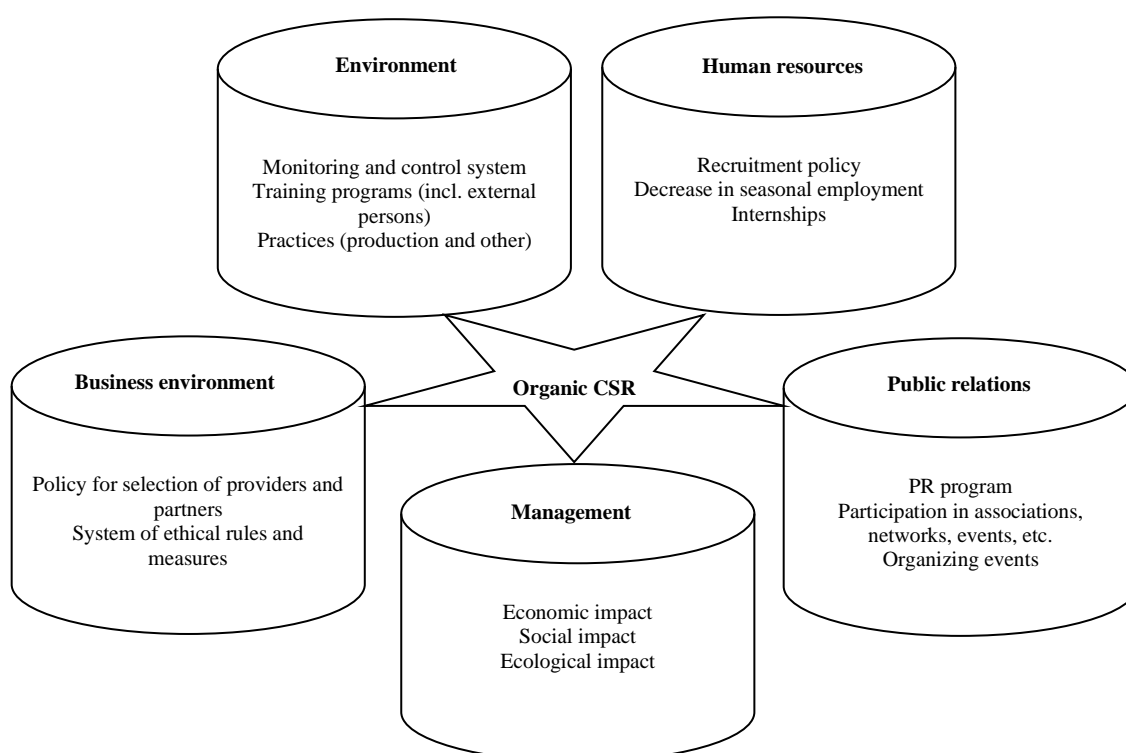 Environment
Monitoring and control system
Training programs (incl. external
persons)
Practices (production and other)
Human resources
Recruitment policy
Decrease in seasonal employment
Internships
Organic CSR
Business environment
Policy for selection of providers and
partners
System of ethical rules and
measures
Management
Economic impact
Social impact
Ecological impact
Public relations
PR program
Participation in associations,
networks, events, etc.
Organizing events